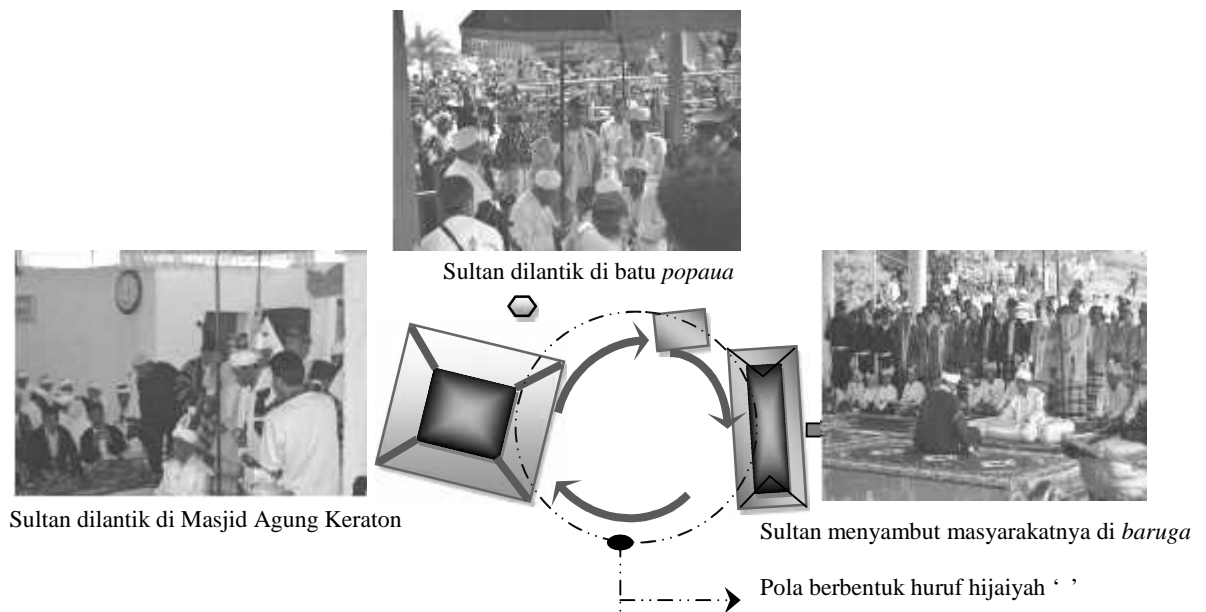 Sultan dilantik di batu popaua
Sultan dilantik di Masjid Agung Keraton
Sultan menyambut masyarakatnya di baruga
Pola berbentuk huruf hijaiyah ‘ ’